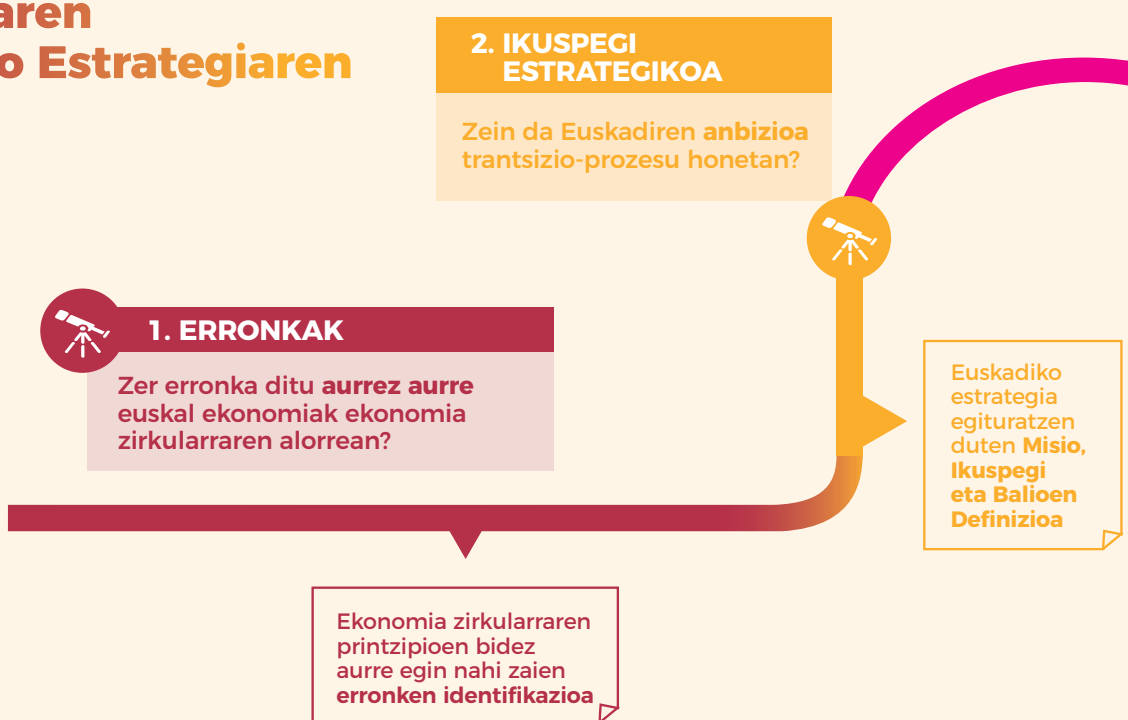 aren
o Estrategiaren
2. IKUSPEGI
ESTRATEGIKOA
Zein da Euskadiren anbizioa
trantsizio-prozesu honetan?
1. ERRONKAK
Zer erronka ditu aurrez aurre
euskal ekonomiak ekonomia
zirkularraren alorrean?
Euskadiko
estrategia
egituratzen
duten Misio,
Ikuspegi
eta Balioen
Definizioa
Ekonomia zirkularraren
printzipioen bidez
aurre egin nahi zaien
erronken identifikazioa